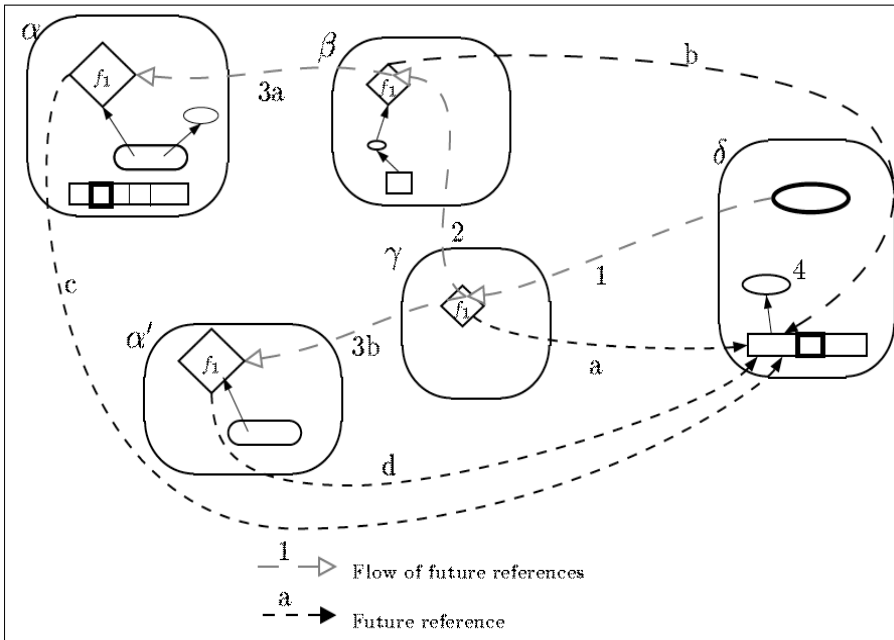 α
f₁
3a
β
f₁
b
δ
γ
2
1
4
c
α′
f₁
3b
f₁
a
d
1
Flow of future references
a
Future reference